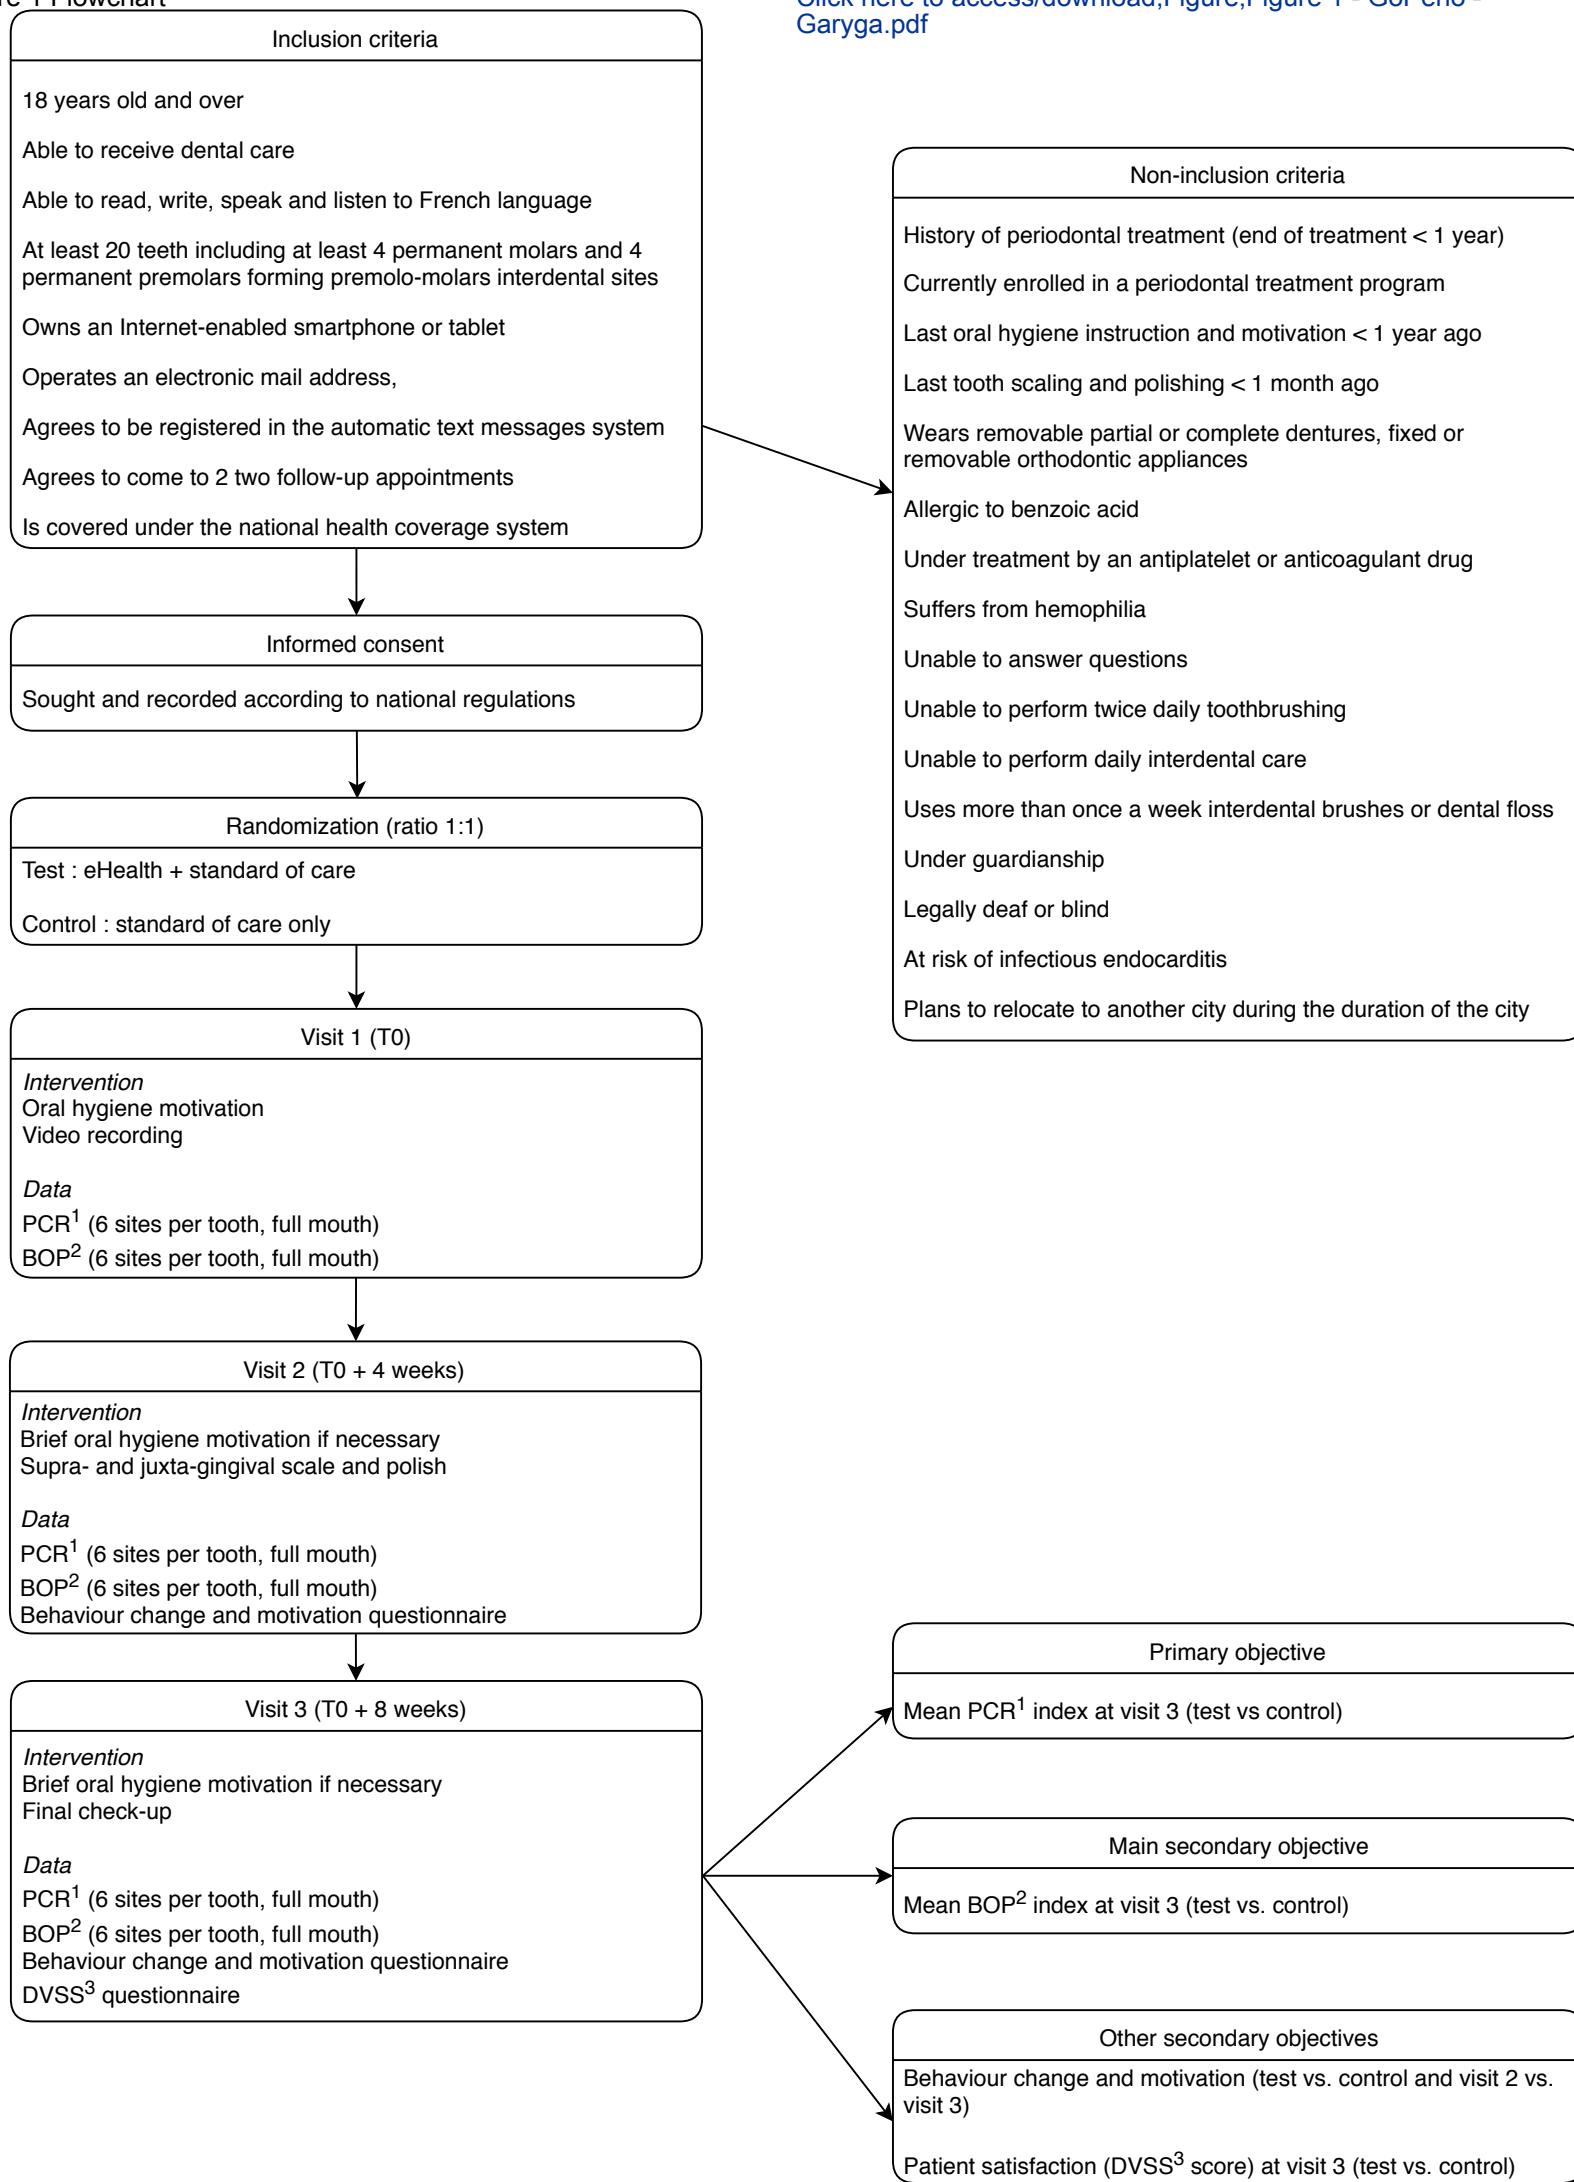 Figure,Figure 1 - GoPerio -
Garyga.pdf
Inclusion criteria
18 years old and over
Able to receive dental care
Able to read, write, speak and listen to French language
At least 20 teeth including at least 4 permanent molars and 4
permanent premolars forming premolo-molars interdental sites
Owns an Internet-enabled smartphone or tablet
Operates an electronic mail address,
Agrees to be registered in the automatic text messages system
Agrees to come to 2 two follow-up appointments
Is covered under the national health coverage system
Non-inclusion criteria
History of periodontal treatment (end of treatment < 1 year)
Currently enrolled in a periodontal treatment program
Last oral hygiene instruction and motivation < 1 year ago
Last tooth scaling and polishing < 1 month ago
Wears removable partial or complete dentures, fixed or
removable orthodontic appliances
Allergic to benzoic acid
Under treatment by an antiplatelet or anticoagulant drug
Suffers from hemophilia
Unable to answer questions
Unable to perform twice daily toothbrushing
Unable to perform daily interdental care
Uses more than once a week interdental brushes or dental floss
Under guardianship
Legally deaf or blind
At risk of infectious endocarditis
Plans to relocate to another city during the duration of the city
Informed consent
Sought and recorded according to national regulations
Randomization (ratio 1:1)
Test : eHealth + standard of care
Control : standard of care only
Visit 1 (T0)
Intervention
Oral hygiene motivation
Video recording
Data
PCR¹ (6 sites per tooth, full mouth)
BOP² (6 sites per tooth, full mouth)
Visit 2 (T0 + 4 weeks)
Intervention
Brief oral hygiene motivation if necessary
Supra- and juxta-gingival scale and polish
Data
PCR¹ (6 sites per tooth, full mouth)
BOP² (6 sites per tooth, full mouth)
Behaviour change and motivation questionnaire
Visit 3 (T0 + 8 weeks)
Intervention
Brief oral hygiene motivation if necessary
Final check-up
Data
PCR¹ (6 sites per tooth, full mouth)
BOP² (6 sites per tooth, full mouth)
Behaviour change and motivation questionnaire
DVSS³ questionnaire
Primary objective
Mean PCR¹ index at visit 3 (test vs control)
Main secondary objective
Mean BOP² index at visit 3 (test vs. control)
Other secondary objectives
Behaviour change and motivation (test vs. control and visit 2 vs.
visit 3)
Patient satisfaction (DVSS³ score) at visit 3 (test vs. control)